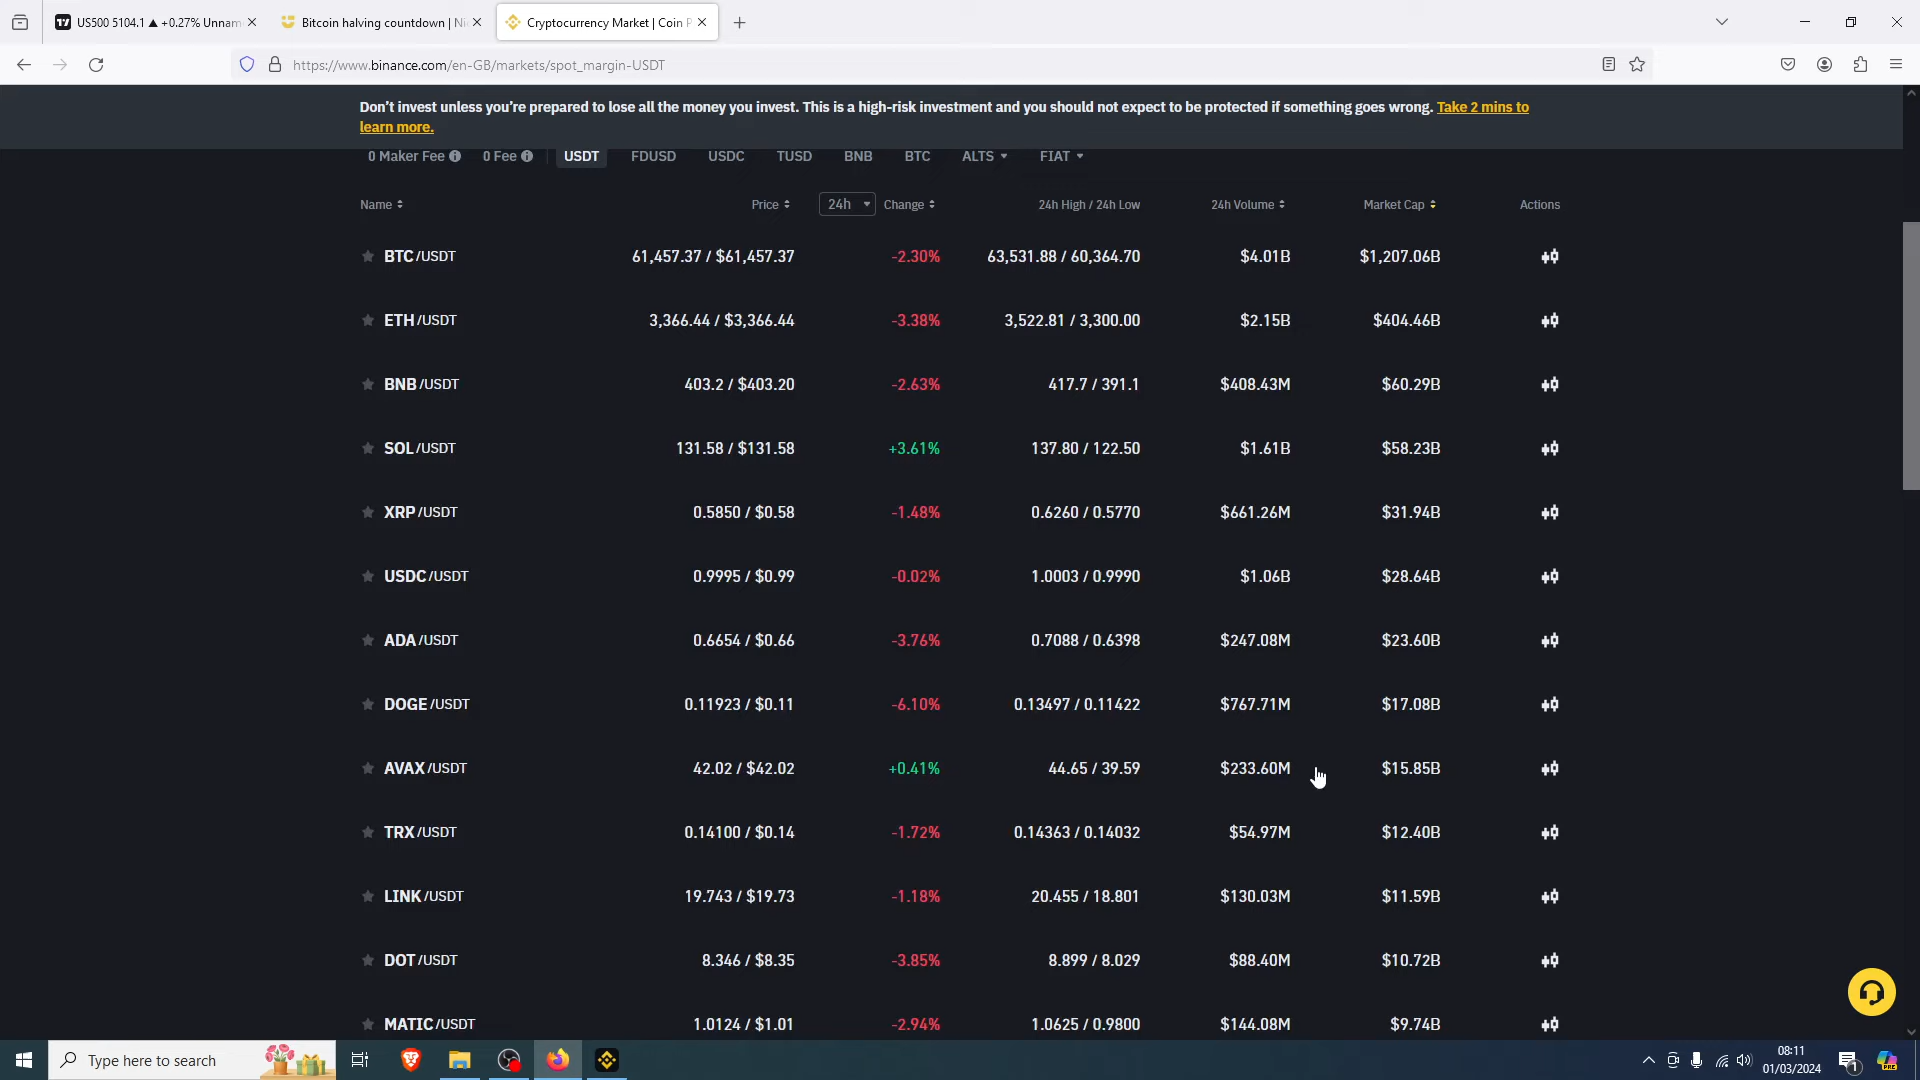 US500 5104.1 ▲ +0.27% Unnam
Bitcoin halving countdown | Ni
Cryptocurrency Market | Coin P
https://www.binance.com/en-GB/markets/spot_margin-USDT
Don't invest unless you're prepared to lose all the money you invest. This is a high-risk investment and you should not expect to be protected if something goes wrong. Take 2 mins to
learn more.
0 Maker Fee 0 Fee USDT FDUSD USDC TUSD BNB BTC ALTS FIAT
Name Price 24h Change 24h High / 24h Low 24h Volume Market Cap Actions
BTC/USDT 61,457.37 / $61,457.37 -2.30% 63,531.88 / 60,364.70 $4.01B $1,207.06B
ETH/USDT 3,366.44 / $3,366.44 -3.38% 3,522.81 / 3,300.00 $2.15B $404.46B
BNB/USDT 403.2 / $403.20 -2.63% 417.7 / 391.1 $408.43M $60.29B
SOL/USDT 131.58 / $131.58 +3.61% 137.80 / 122.50 $1.61B $58.23B
XRP/USDT 0.5850 / $0.58 -1.48% 0.6260 / 0.5770 $661.26M $31.94B
USDC/USDT 0.9995 / $0.99 -0.02% 1.0003 / 0.9990 $1.06B $28.64B
ADA/USDT 0.6654 / $0.66 -3.76% 0.7088 / 0.6398 $247.08M $23.60B
DOGE/USDT 0.11923 / $0.11 -6.10% 0.13497 / 0.11422 $767.71M $17.08B
AVAX/USDT 42.02 / $42.02 +0.41% 44.65 / 39.59 $233.60M $15.85B
TRX/USDT 0.14100 / $0.14 -1.72% 0.14363 / 0.14032 $54.97M $12.40B
LINK/USDT 19.743 / $19.73 -1.18% 20.455 / 18.801 $130.03M $11.59B
DOT/USDT 8.346 / $8.35 -3.85% 8.899 / 8.029 $88.40M $10.72B
MATIC/USDT 1.0124 / $1.01 -2.94% 1.0625 / 0.9800 $144.08M $9.74B
Type here to search
08:11
01/03/2024
1
PRE